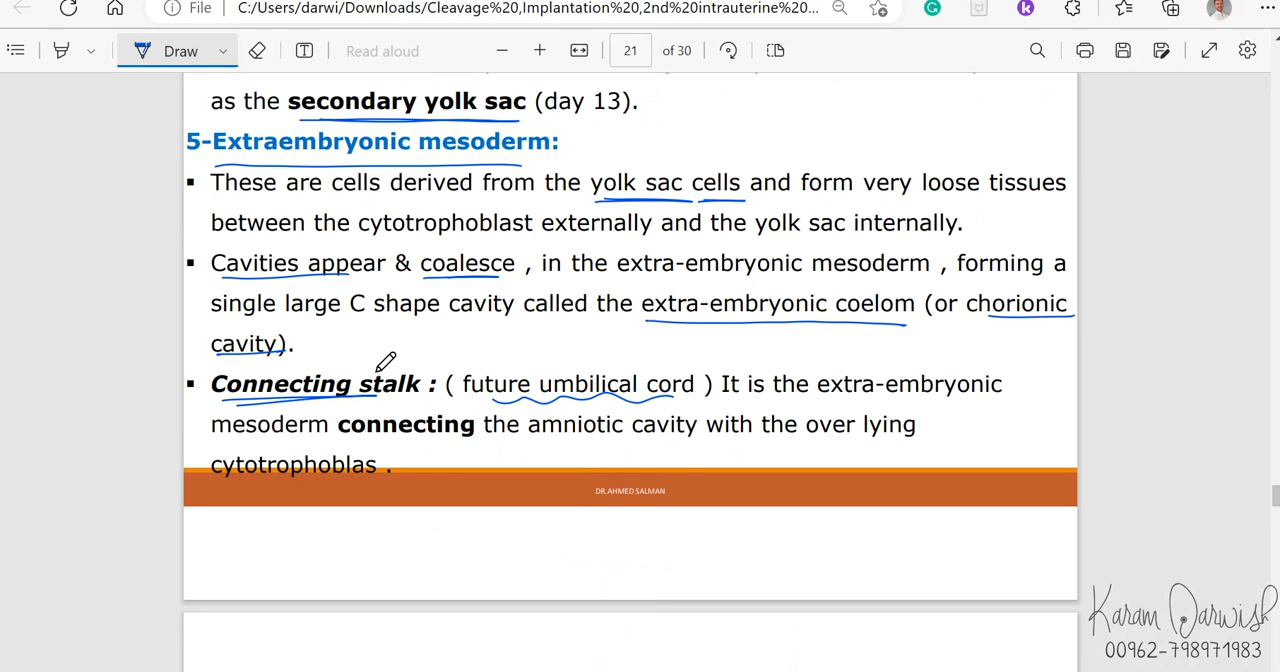 File
C:/Users/darwi/Downloads/Cleavage%20,Implantation%20,2nd%20intrauterine%20...
Draw
Read aloud
21 of 30
as the secondary yolk sac (day 13).
5-Extraembryonic mesoderm:
▪ These are cells derived from the yolk sac cells and form very loose tissues
between the cytotrophoblast externally and the yolk sac internally.
▪ Cavities appear & coalesce , in the extra-embryonic mesoderm , forming a
single large C shape cavity called the extra-embryonic coelom (or chorionic
cavity).
▪ Connecting stalk : ( future umbilical cord ) It is the extra-embryonic
mesoderm connecting the amniotic cavity with the over lying
cytotrophoblas .
DR.AHMED SALMAN
Karam Darwish
00962-798971983